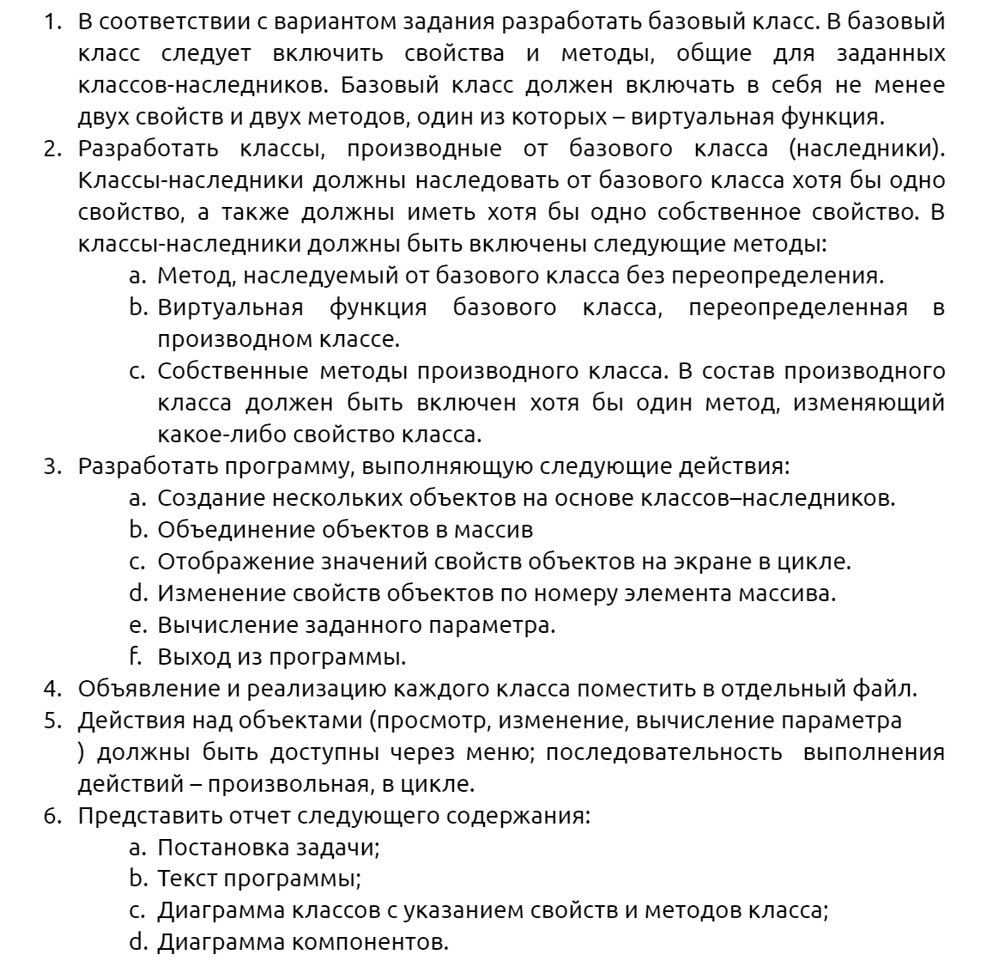 1. В соответствии с вариантом задания разработать базовый класс. В базовый
класс следует включить свойства и методы, общие для заданных
классов-наследников. Базовый класс должен включать в себя не менее
двух свойств и двух методов, один из которых – виртуальная функция.
2. Разработать классы, производные от базового класса (наследники).
Классы-наследники должны наследовать от базового класса хотя бы одно
свойство, а также должны иметь хотя бы одно собственное свойство. В
классы-наследники должны быть включены следующие методы:
a. Метод, наследуемый от базового класса без переопределения.
b. Виртуальная функция базового класса, переопределенная в
производном классе.
c. Собственные методы производного класса. В состав производного
класса должен быть включен хотя бы один метод, изменяющий
какое-либо свойство класса.
3. Разработать программу, выполняющую следующие действия:
a. Создание нескольких объектов на основе классов–наследников.
b. Объединение объектов в массив
c. Отображение значений свойств объектов на экране в цикле.
d. Изменение свойств объектов по номеру элемента массива.
e. Вычисление заданного параметра.
f. Выход из программы.
4. Объявление и реализацию каждого класса поместить в отдельный файл.
5. Действия над объектами (просмотр, изменение, вычисление параметра
) должны быть доступны через меню; последовательность выполнения
действий – произвольная, в цикле.
6. Представить отчет следующего содержания:
a. Постановка задачи;
b. Текст программы;
c. Диаграмма классов с указанием свойств и методов класса;
d. Диаграмма компонентов.